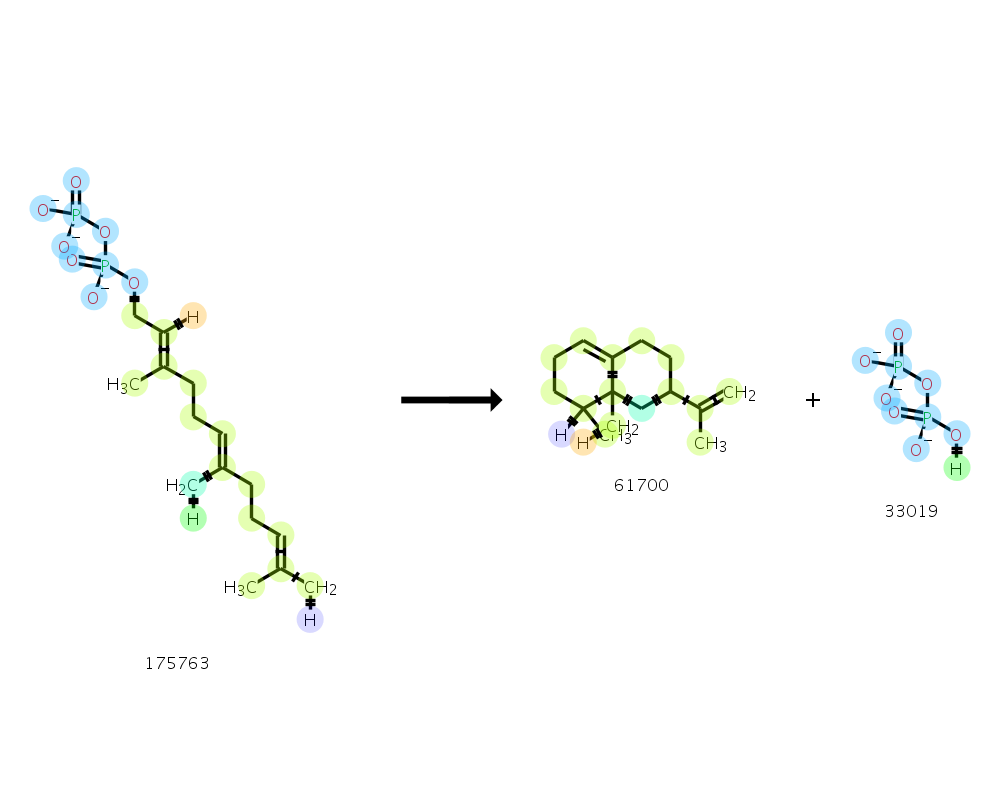 O
O −
P
O
O −
O
P
O
O −
H
H₃C
H₂C
H
H₃C
CH₂
H
175763
CH₂
H
CH₂
H
CH₃
CH₃
61700
+
O
O −
P
O
O −
O
P
O
O −
H
33019